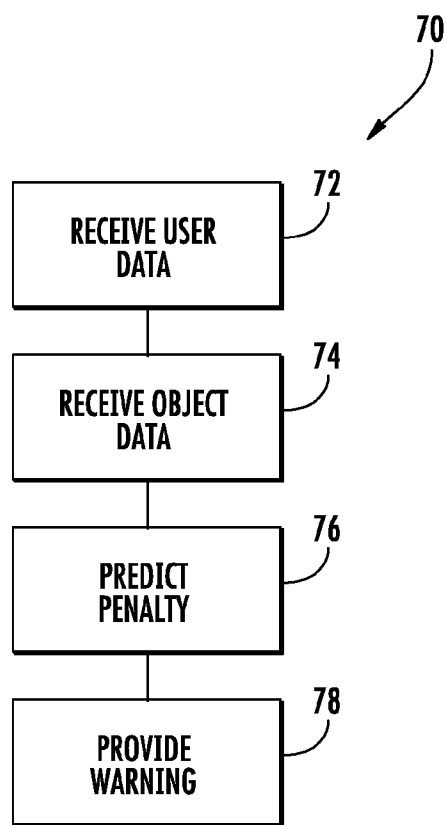 70
72
RECEIVE USER
DATA
74
RECEIVE OBJECT
DATA
76
PREDICT
PENALTY
78
PROVIDE
WARNING